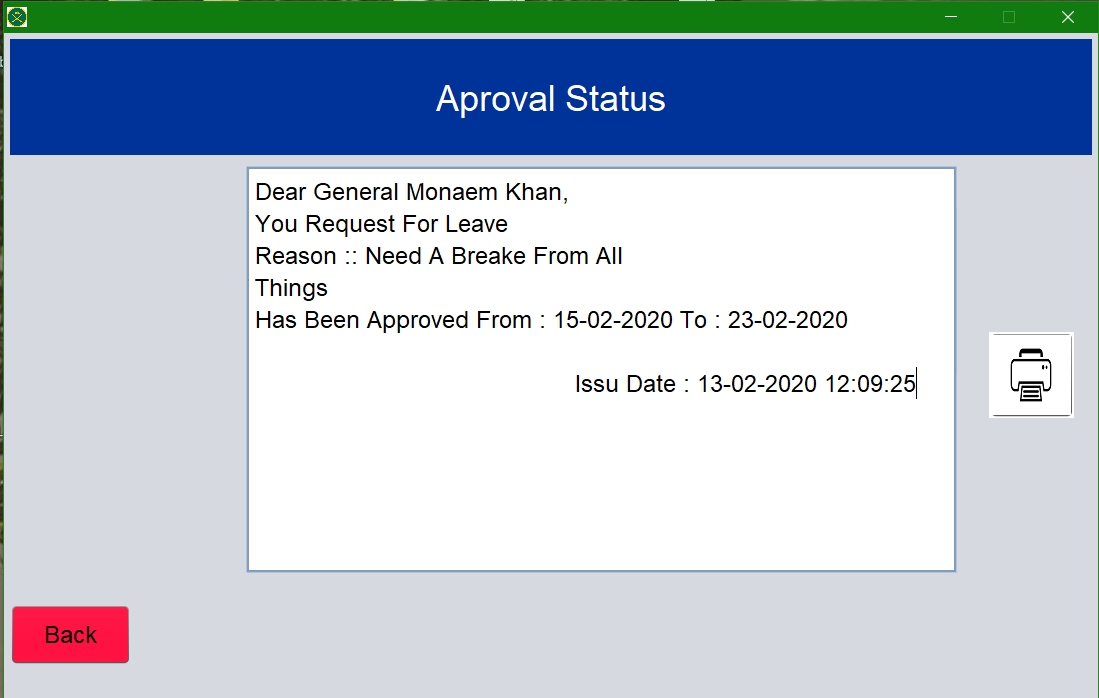 Aproval Status
Dear General Monaem Khan,
You Request For Leave
Reason :: Need A Breake From All
Things
Has Been Approved From : 15-02-2020 To : 23-02-2020
Issu Date : 13-02-2020 12:09:25
Back